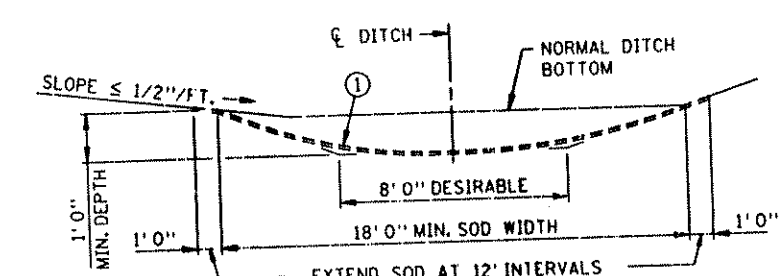 ℄ DITCH
NORMAL DITCH
BOTTOM
SLOPE ≤ 1/2"/FT.
1
8' 0" DESIRABLE
1' 0"
MIN. DEPTH
1' 0"
18' 0" MIN. SOD WIDTH
1' 0"
EXTEND SOD AT 12' INTERVALS